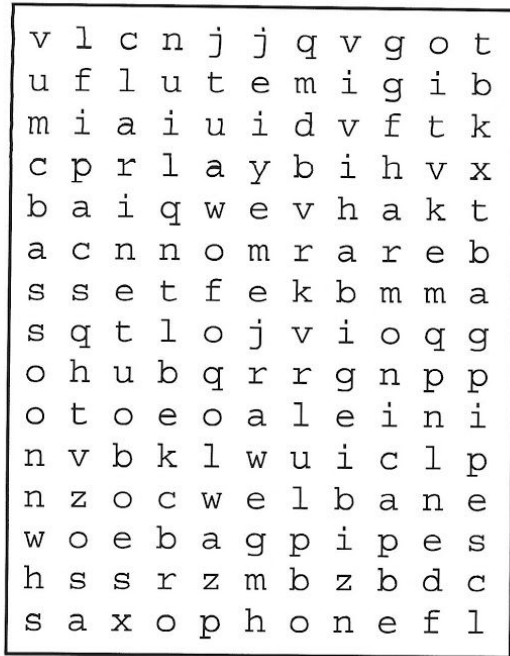 v l c n j j q v g o t
u f l u t e m i g i b
m i a i u i d v f t k
c p r l a y b i h v x
b a i q w e v h a k t
a c n n o m r a r e b
s s e t f e k b m m a
s q t l o j v i o q g
o h u b q r r g n p p
o t o e o a l e i n i
n v b k l w u i c l p
n z o c w e l b a n e
w o e b a g p i p e s
h s s r z m b z b d c
s a x o p h o n e f l